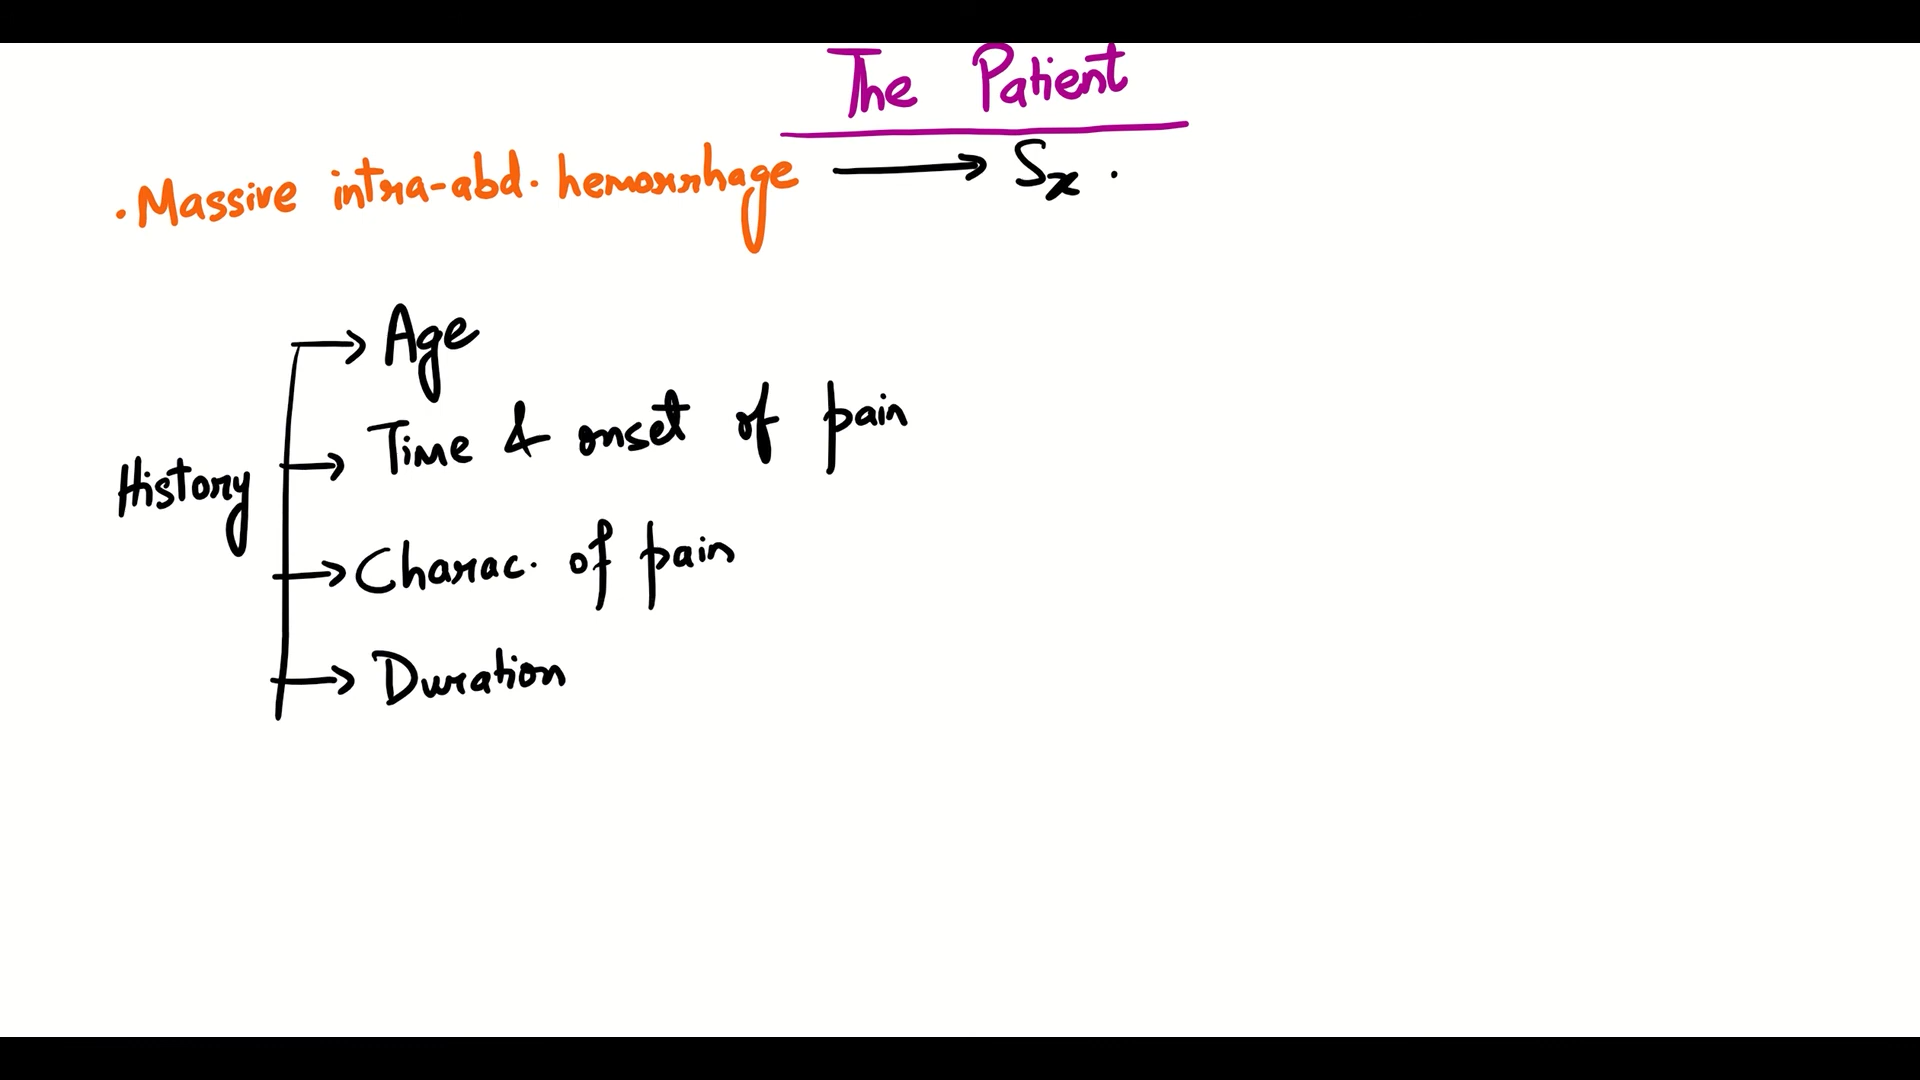 The Patient
. Massive intra-abd. hemorrhage → Sx .
→ Age
→ Time & onset of pain
History
→ Charac. of pain
→ Duration